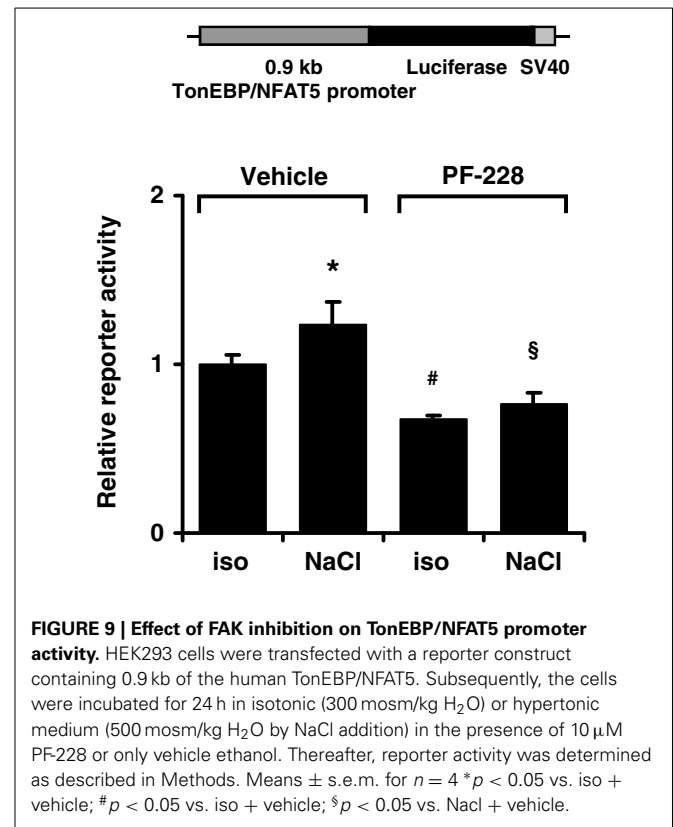 0.9 kb Luciferase SV40
TonEBP/NFAT5 promoter
Vehicle PF-228
2
*
1
§
#
0
Relative reporter activity
iso NaCl iso NaCl
FIGURE 9 | Effect of FAK inhibition on TonEBP/NFAT5 promoter
activity. HEK293 cells were transfected with a reporter construct
containing 0.9 kb of the human TonEBP/NFAT5. Subsequently, the cells
were incubated for 24 h in isotonic (300 mosm/kg H₂O) or hypertonic
medium (500 mosm/kg H₂O by NaCl addition) in the presence of 10 μM
PF-228 or only vehicle ethanol. Thereafter, reporter activity was determined
as described in Methods. Means ± s.e.m. for n = 4 *p < 0.05 vs. iso +
vehicle; #p < 0.05 vs. iso + vehicle; §p < 0.05 vs. Nacl + vehicle.